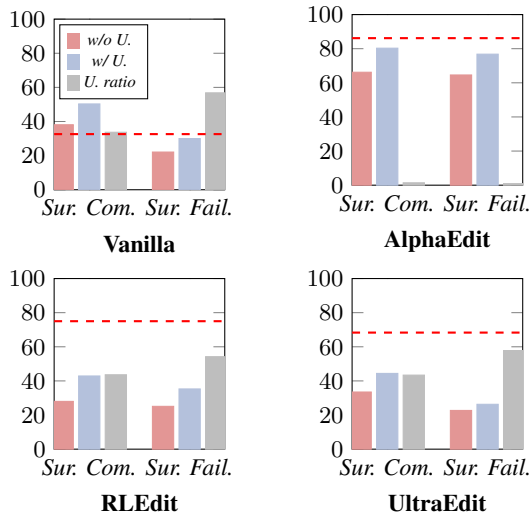 100
80
60
40
20
0
w/o U.
w/ U.
U. ratio
Sur. Com. Sur. Fail.
Vanilla
100
80
60
40
20
0
Sur. Com. Sur. Fail.
AlphaEdit
100
80
60
40
20
0
Sur. Com. Sur. Fail.
RLEdit
100
80
60
40
20
0
Sur. Com. Sur. Fail.
UltraEdit